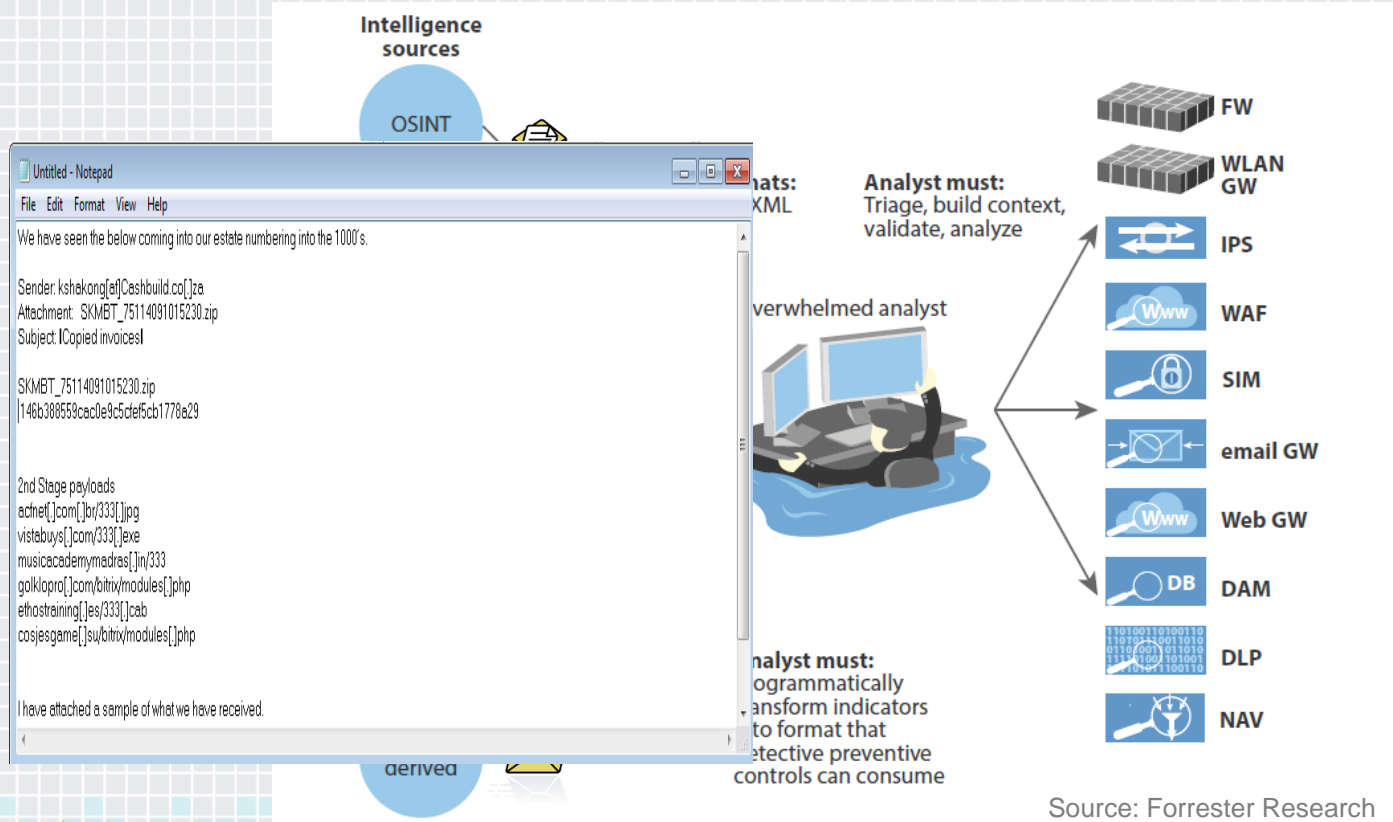 Intelligence
sources
OSINT
Untitled - Notepad
File Edit Format View Help
We have seen the below coming into our estate numbering into the 1000's.
Sender: kshakong[at]Cashbuild.co[.]za
Attachment: SKMBT_75114091015230.zip
Subject: |Copied invoices|
SKMBT_75114091015230.zip
146b388559cac0e9c5cfef5cb1778a29
2nd Stage payloads
acfnet[.]com[.]br/333[.]jpg
vistabuys[.]com/333[.]exe
musicacademymadras[.]in/333
golklopro[.]com/bitrix/modules[.]php
ethostraining[.]es/333[.]cab
cosjesgame[.]su/bitrix/modules[.]php
I have attached a sample of what we have received.
derived
XML
Analyst must:
Triage, build context,
validate, analyze
verwhelmed analyst
nalyst must:
ogrammatically
ansform indicators
to format that
etective preventive
controls can consume
FW
WLAN
GW
IPS
Www
WAF
SIM
email GW
Www
Web GW
DB
DAM
DLP
NAV
Source: Forrester Research